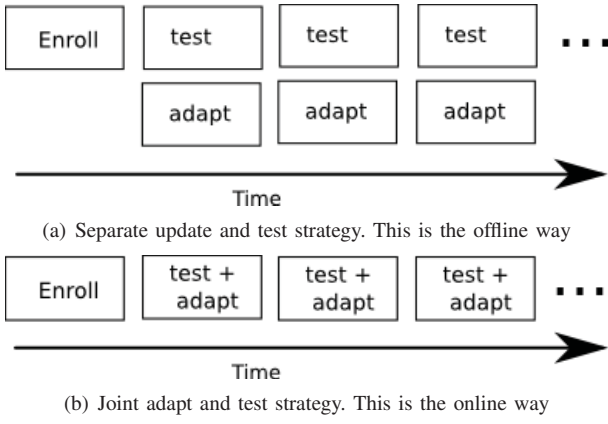 Enroll test test test ...
adapt adapt adapt
Time
(a) Separate update and test strategy. This is the offline way
Enroll test + adapt test + adapt test + adapt ...
Time
(b) Joint adapt and test strategy. This is the online way